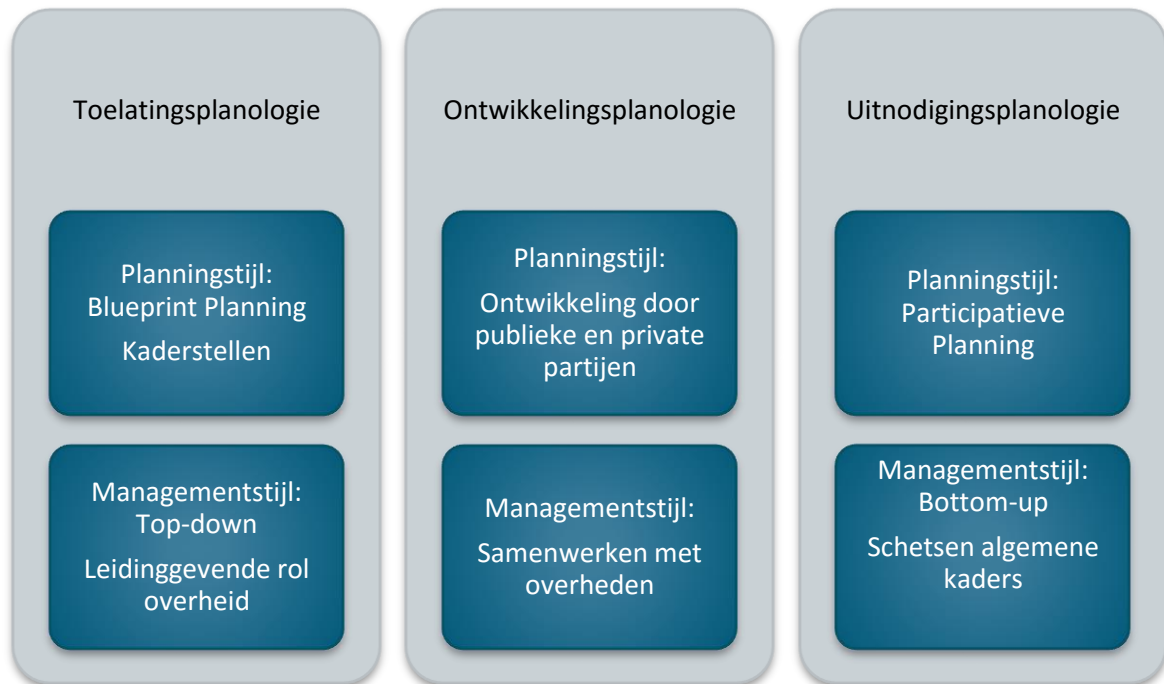 Toelatingsplanologie
Planningstijl:
Blueprint Planning
Kaderstellen
Managementstijl:
Top-down
Leidinggevende rol
overheid
Ontwikkelingsplanologie
Planningstijl:
Ontwikkeling door
publieke en private
partijen
Managementstijl:
Samenwerken met
overheden
Uitnodigingsplanologie
Planningstijl:
Participatieve
Planning
Managementstijl:
Bottom-up
Schetsen algemene
kaders